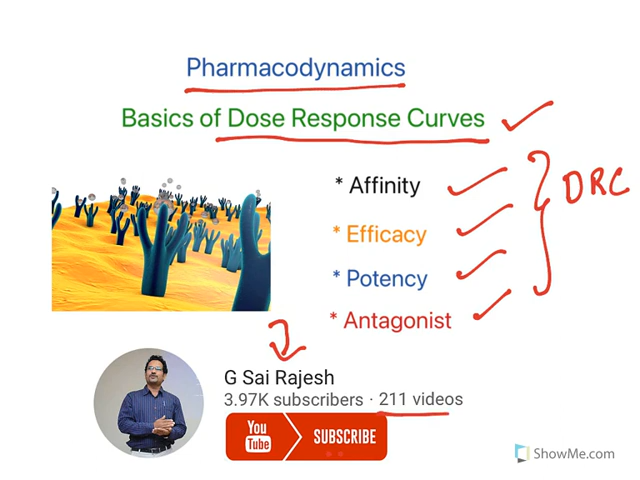 Pharmacodynamics
Basics of Dose Response Curves
* Affinity
DRC
* Efficacy
* Potency
* Antagonist
G Sai Rajesh
3.97K subscribers · 211 videos
You
Tube
SUBSCRIBE
ShowMe.com